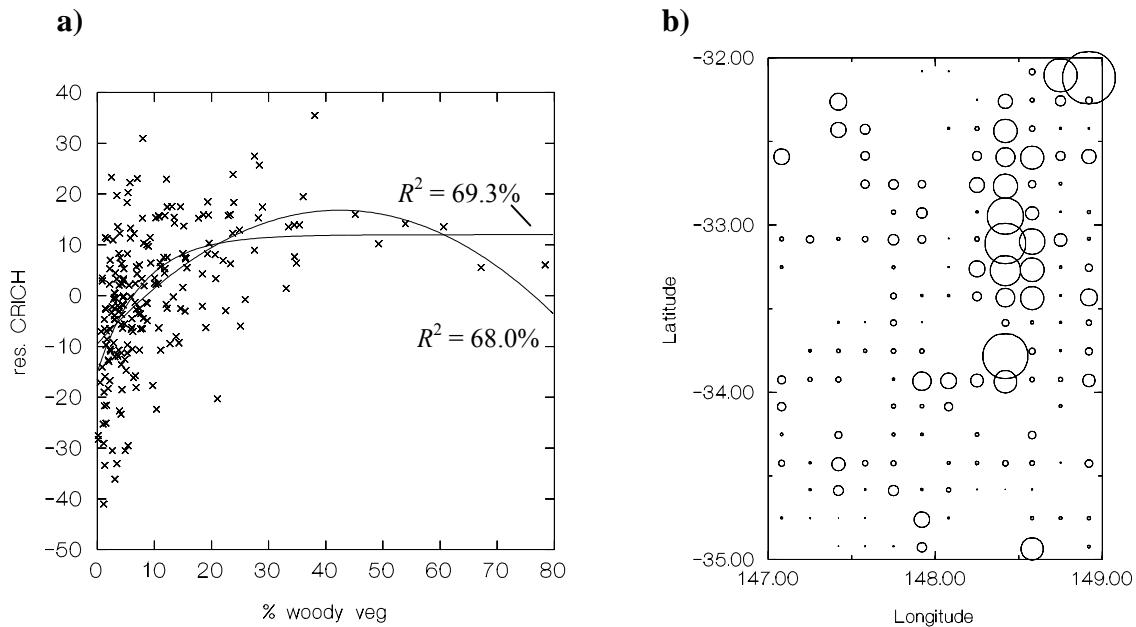 a)
40
30
20
10
0
-10
-20
-30
-40
-50
res. CRICH
R² = 69.3%
R² = 68.0%
0 10 20 30 40 50 60 70 80
% woody veg
b)
-32.00
-33.00
-34.00
-35.00
Latitude
147.00 148.00 149.00
Longitude